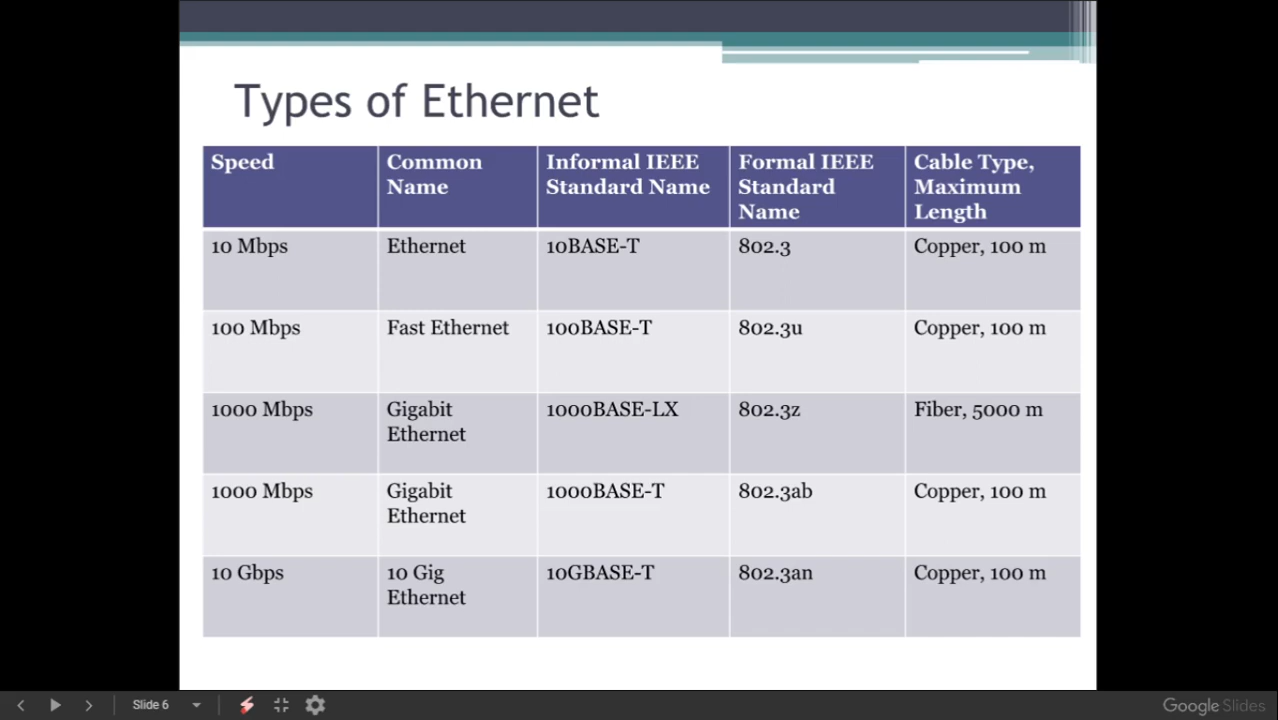 Types of Ethernet
Speed
Common
Name
Informal IEEE
Standard Name
Formal IEEE
Standard
Name
Cable Type,
Maximum
Length
10 Mbps
Ethernet
10BASE-T
802.3
Copper, 100 m
100 Mbps
Fast Ethernet
100BASE-T
802.3u
Copper, 100 m
1000 Mbps
Gigabit
Ethernet
1000BASE-LX
802.3z
Fiber, 5000 m
1000 Mbps
Gigabit
Ethernet
1000BASE-T
802.3ab
Copper, 100 m
10 Gbps
10 Gig
Ethernet
10GBASE-T
802.3an
Copper, 100 m
Slide 6
Google Slides